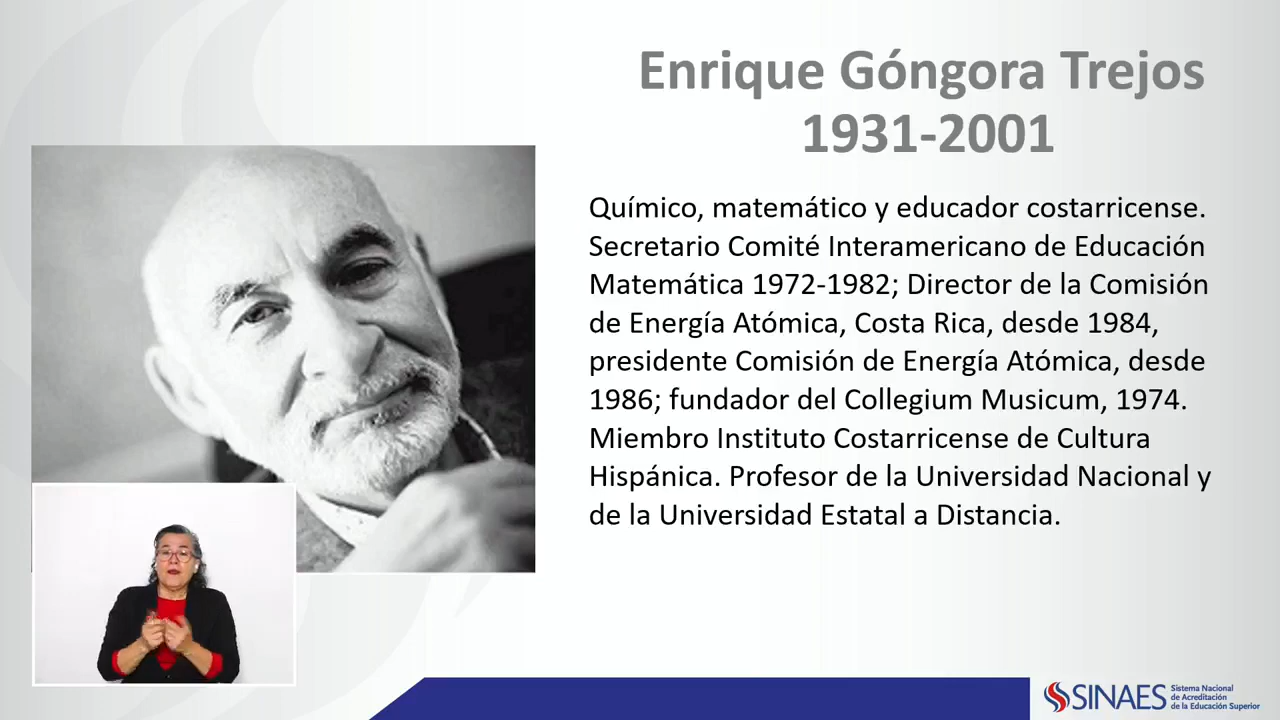 Enrique Góngora Trejos
1931-2001
Químico, matemático y educador costarricense.
Secretario Comité Interamericano de Educación
Matemática 1972-1982; Director de la Comisión
de Energía Atómica, Costa Rica, desde 1984,
presidente Comisión de Energía Atómica, desde
1986; fundador del Collegium Musicum, 1974.
Miembro Instituto Costarricense de Cultura
Hispánica. Profesor de la Universidad Nacional y
de la Universidad Estatal a Distancia.
SINAES
Sistema Nacional
de Acreditación
de la Educación Superior